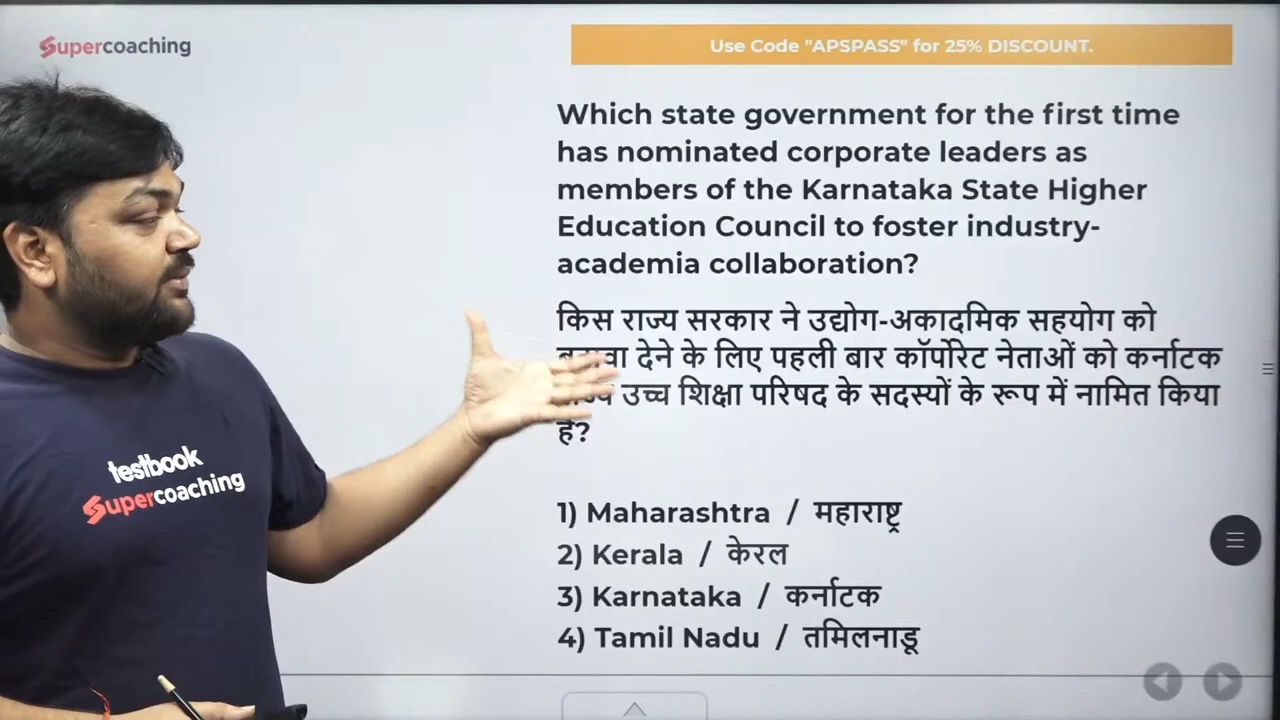 Supercoaching
Use Code "APSPASS" for 25% DISCOUNT.
Which state government for the first time
has nominated corporate leaders as
members of the Karnataka State Higher
Education Council to foster industry-
academia collaboration?
किस राज्य सरकार ने उद्योग-अकादमिक सहयोग को
देने के लिए पहली बार कॉर्पोरेट नेताओं को कर्नाटक
उच्च शिक्षा परिषद के सदस्यों के रूप में नामित किया
है?
1) Maharashtra / महाराष्ट्र
2) Kerala / केरल
3) Karnataka / कर्नाटक
4) Tamil Nadu / तमिलनाडू
testbook
Supercoaching